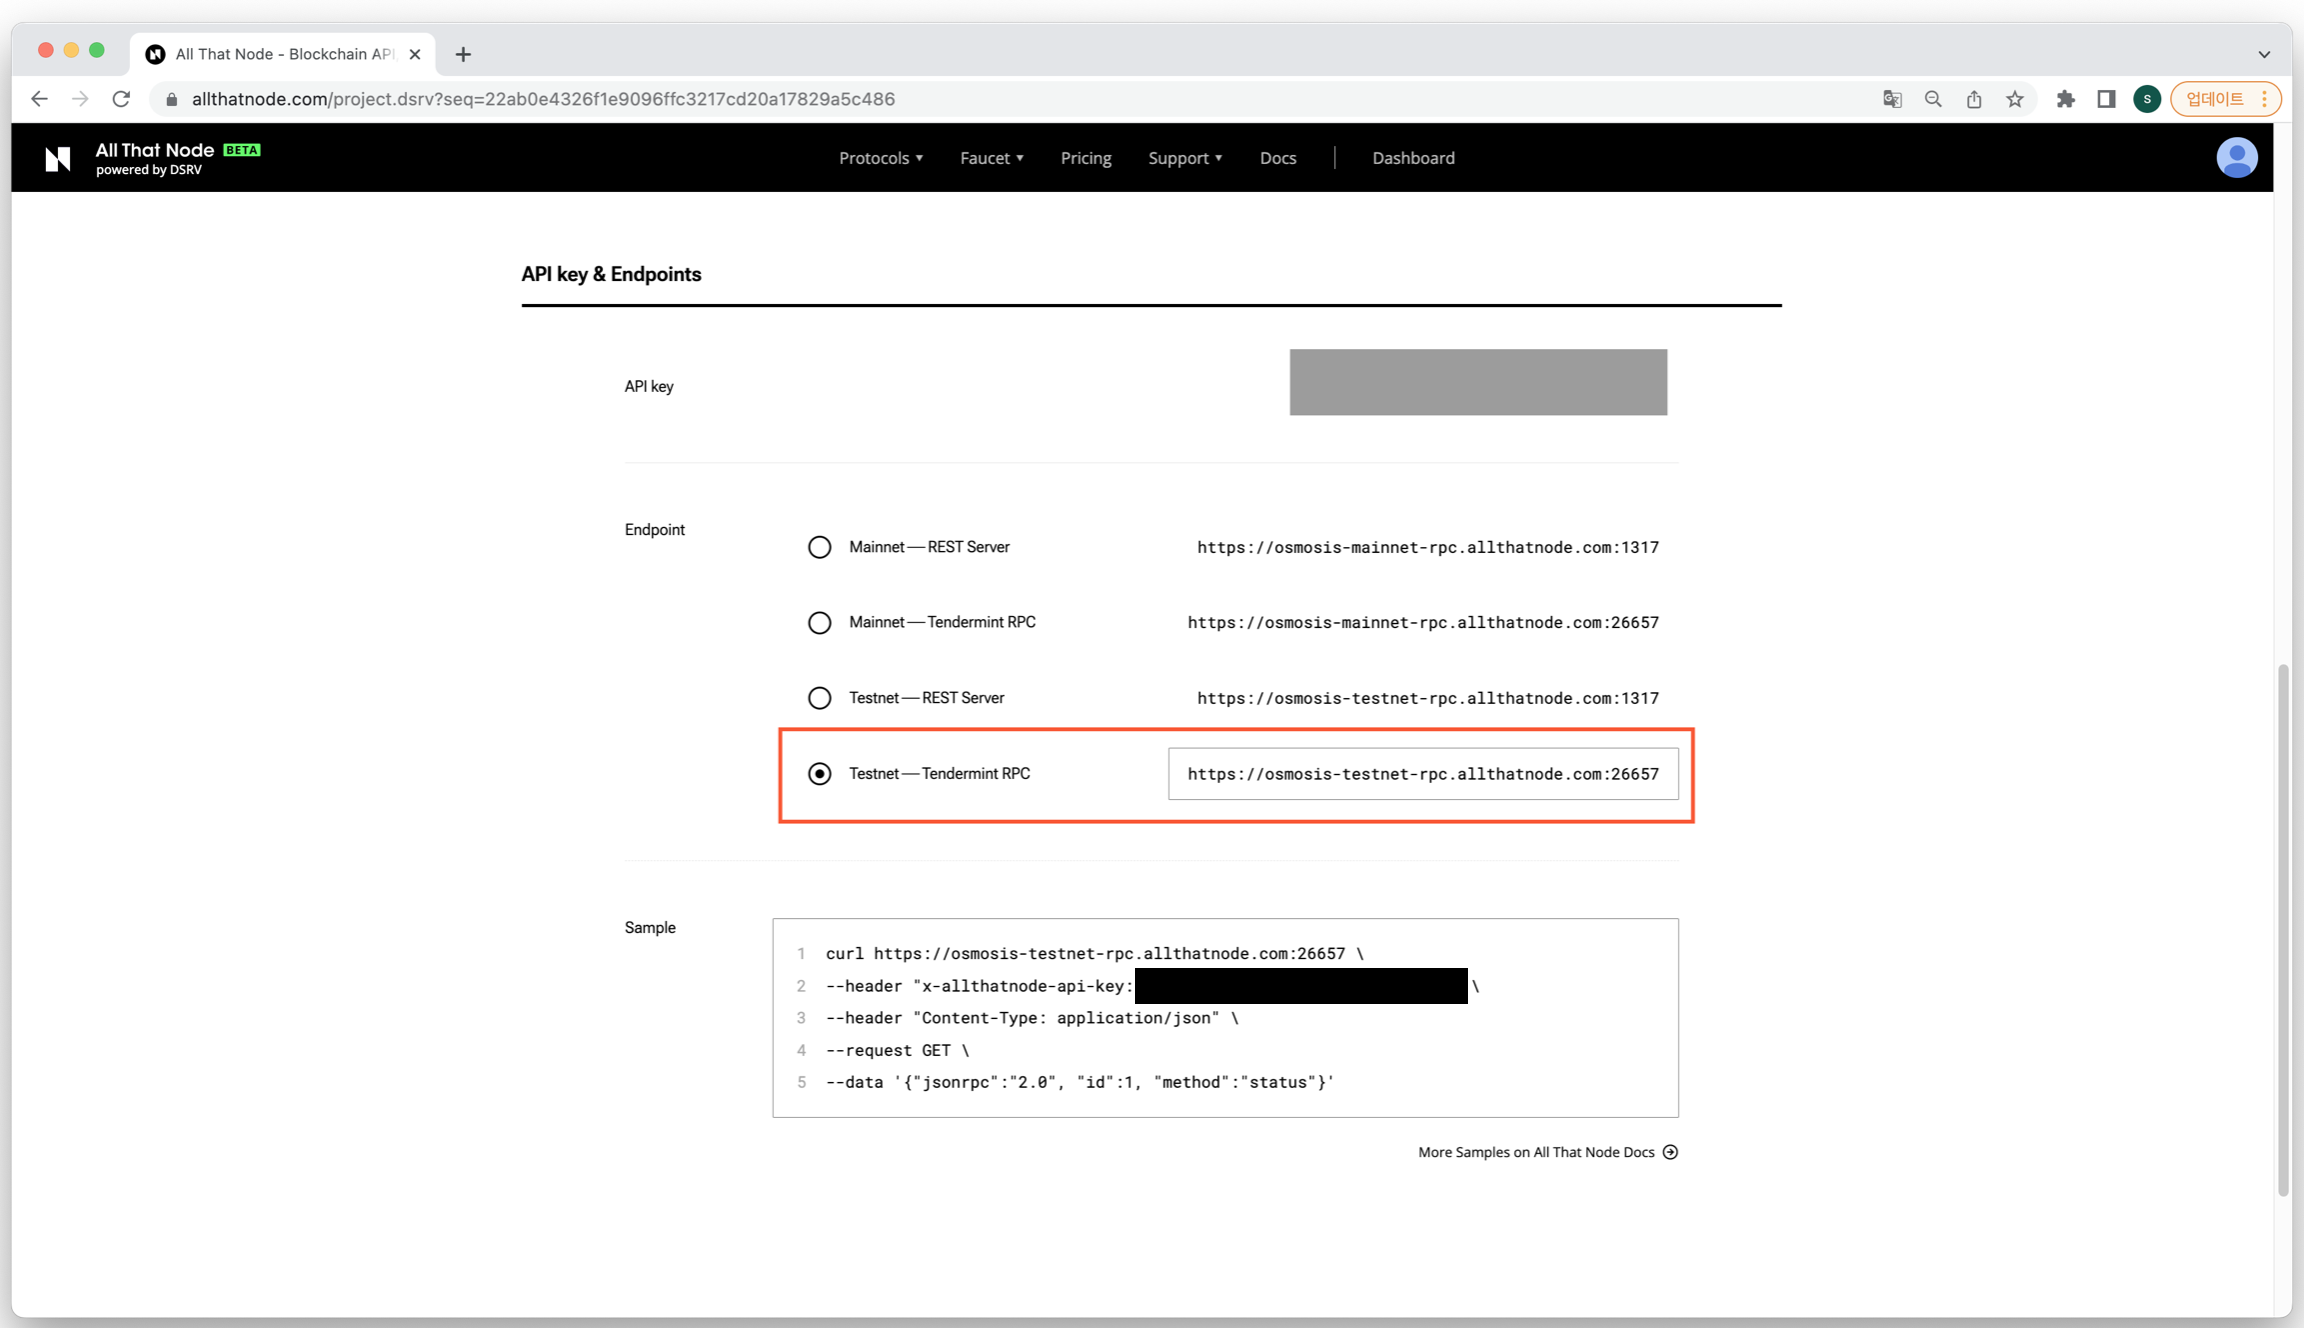 All That Node - Blockchain API
allthatnode.com/project.dsrv?seq=22ab0e4326f1e9096ffc3217cd20a17829a5c486
S
업데이트
All That Node BETA
powered by DSRV
Protocols ▼
Faucet ▼
Pricing
Support ▼
Docs
Dashboard
API key & Endpoints
API key
Endpoint
Mainnet — REST Server
https://osmosis-mainnet-rpc.allthatnode.com:1317
Mainnet — Tendermint RPC
https://osmosis-mainnet-rpc.allthatnode.com:26657
Testnet — REST Server
https://osmosis-testnet-rpc.allthatnode.com:1317
Testnet — Tendermint RPC
https://osmosis-testnet-rpc.allthatnode.com:26657
Sample
1 curl https://osmosis-testnet-rpc.allthatnode.com:26657 \
2 --header "x-allthatnode-api-key: \
3 --header "Content-Type: application/json" \
4 --request GET \
5 --data '{"jsonrpc":"2.0", "id":1, "method":"status"}'
More Samples on All That Node Docs